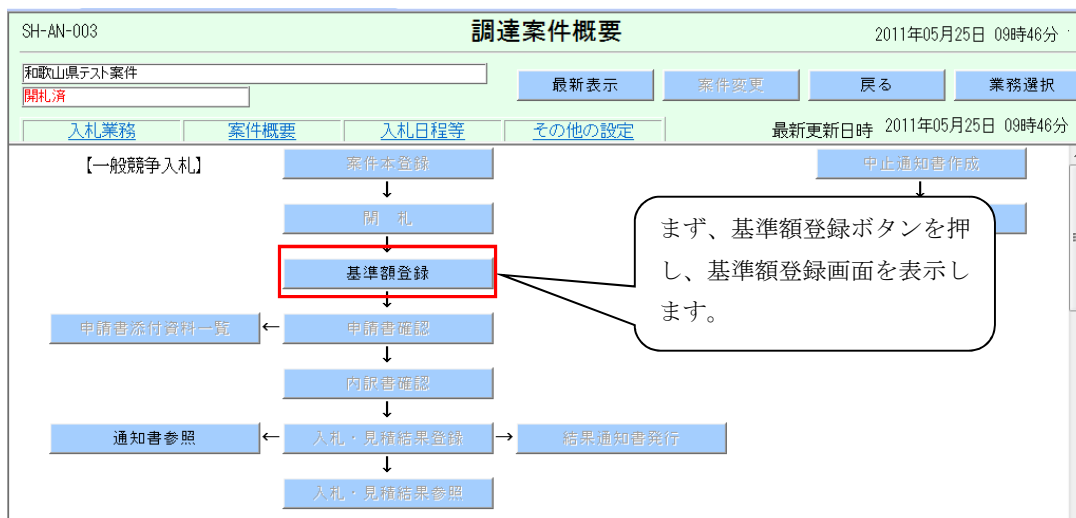 SH-AN-003
調達案件概要
2011年05月25日 09時46分
和歌山県テスト案件
開札済
最新表示
案件変更
戻る
業務選択
入札業務
案件概要
入札日程等
その他の設定
最新更新日時 2011年05月25日 09時46分
【一般競争入札】
案件本登録
中止通知書作成
↓
↓
開 札
↓
基準額登録
まず、基準額登録ボタンを押
し、基準額登録画面を表示し
ます。
↓
申請書添付資料一覧
←
申請書確認
↓
内訳書確認
↓
通知書参照
←
入札・見積結果登録
→
結果通知書発行
↓
入札・見積結果参照